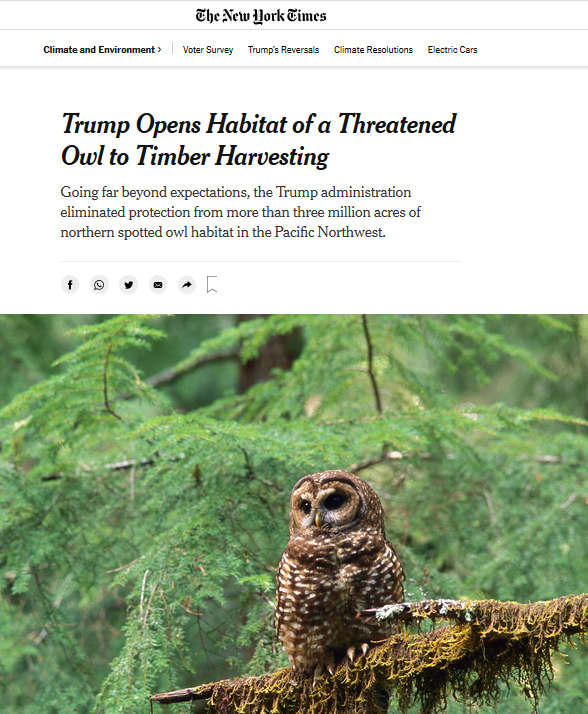 The New York Times
Climate and Environment > Voter Survey Trump's Reversals Climate Resolutions Electric Cars
Trump Opens Habitat of a Threatened
Owl to Timber Harvesting
Going far beyond expectations, the Trump administration
eliminated protection from more than three million acres of
northern spotted owl habitat in the Pacific Northwest.